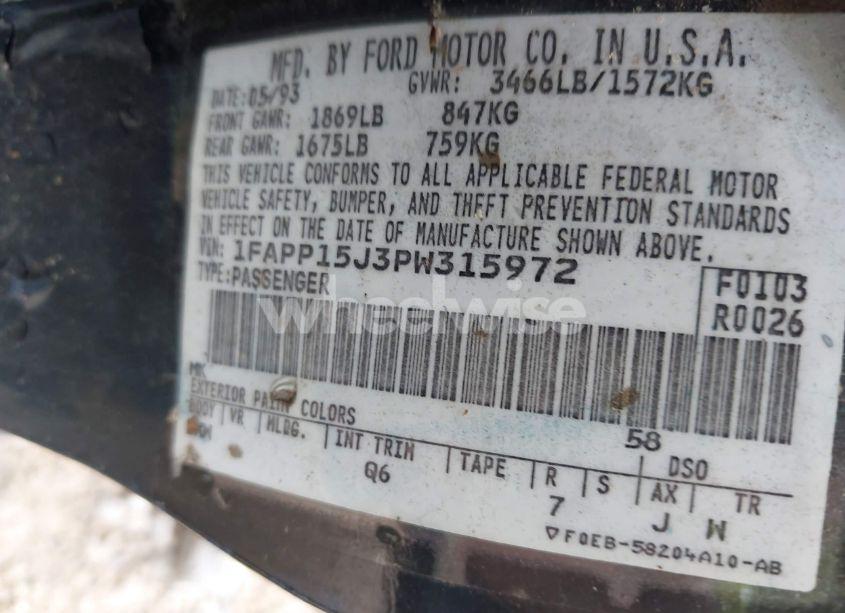 MFD. BY FORD MOTOR CO. IN U.S.A.
DATE: 05/93 GVWR: 3466LB/1572KG
FRONT GAWR: 1869LB 847KG
REAR GAWR: 1675LB 759KG
THIS VEHICLE CONFORMS TO ALL APPLICABLE FEDERAL MOTOR
VEHICLE SAFETY, BUMPER, AND THEFT PREVENTION STANDARDS
IN EFFECT ON THE DATE OF MANUFACTURE SHOWN ABOVE.
VIN: 1FAPP15J3PW315972
TYPE: PASSENGER
F0103
R0026
wheelwise
EXTERIOR PAINT COLORS 58 DSO
BODY VR MLDG. INT TRIM TAPE R S AX TR
Q6 7 J W
F0EB-58204A10-AB